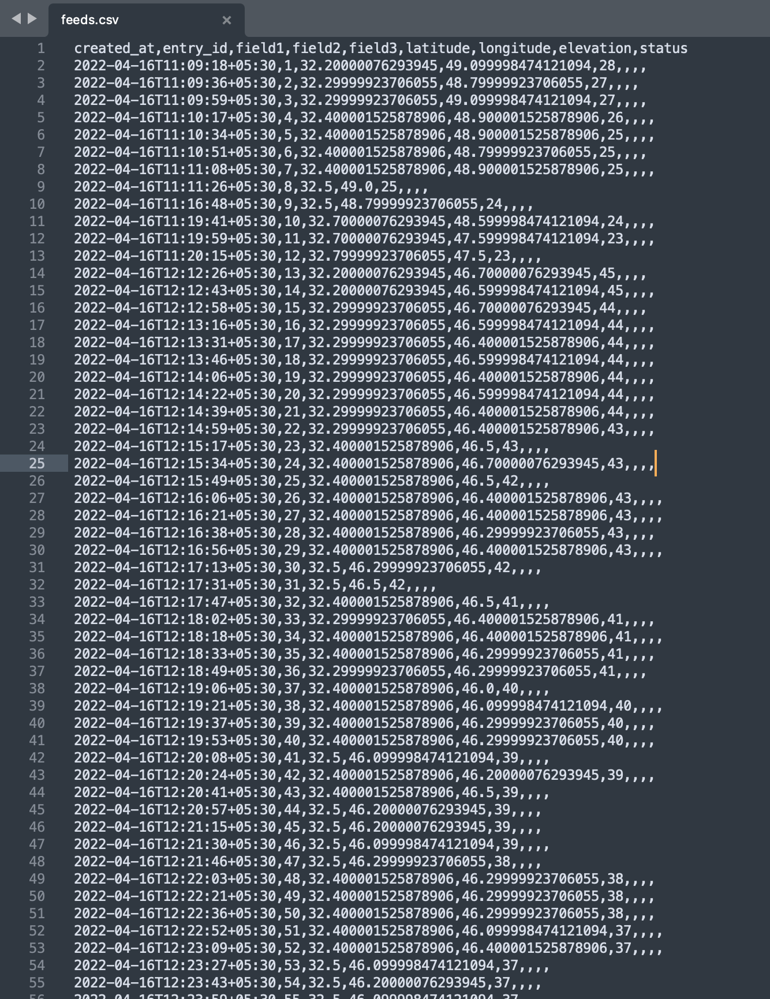 feeds.csv ×
1 created_at,entry_id,field1,field2,field3,latitude,longitude,elevation,status
2 2022-04-16T11:09:18+05:30,1,32.20000076293945,49.099998474121094,28,,,,
3 2022-04-16T11:09:36+05:30,2,32.29999923706055,48.79999923706055,27,,,,
4 2022-04-16T11:09:59+05:30,3,32.29999923706055,49.099998474121094,27,,,,
5 2022-04-16T11:10:17+05:30,4,32.400001525878906,48.900001525878906,26,,,,
6 2022-04-16T11:10:34+05:30,5,32.400001525878906,48.900001525878906,25,,,,
7 2022-04-16T11:10:51+05:30,6,32.400001525878906,48.79999923706055,25,,,,
8 2022-04-16T11:11:08+05:30,7,32.400001525878906,48.900001525878906,25,,,,
9 2022-04-16T11:11:26+05:30,8,32.5,49.0,25,,,,
10 2022-04-16T11:16:48+05:30,9,32.5,48.79999923706055,24,,,,
11 2022-04-16T11:19:41+05:30,10,32.70000076293945,48.599998474121094,24,,,,
12 2022-04-16T11:19:59+05:30,11,32.70000076293945,47.599998474121094,23,,,,
13 2022-04-16T11:20:15+05:30,12,32.79999923706055,47.5,23,,,,
14 2022-04-16T12:12:26+05:30,13,32.20000076293945,46.70000076293945,45,,,,
15 2022-04-16T12:12:43+05:30,14,32.20000076293945,46.599998474121094,45,,,,
16 2022-04-16T12:12:58+05:30,15,32.29999923706055,46.70000076293945,44,,,,
17 2022-04-16T12:13:16+05:30,16,32.29999923706055,46.599998474121094,44,,,,
18 2022-04-16T12:13:31+05:30,17,32.29999923706055,46.400001525878906,44,,,,
19 2022-04-16T12:13:46+05:30,18,32.29999923706055,46.599998474121094,44,,,,
20 2022-04-16T12:14:06+05:30,19,32.29999923706055,46.400001525878906,44,,,,
21 2022-04-16T12:14:22+05:30,20,32.29999923706055,46.599998474121094,44,,,,
22 2022-04-16T12:14:39+05:30,21,32.29999923706055,46.400001525878906,44,,,,
23 2022-04-16T12:14:59+05:30,22,32.29999923706055,46.400001525878906,43,,,,
24 2022-04-16T12:15:17+05:30,23,32.400001525878906,46.5,43,,,,
25 2022-04-16T12:15:34+05:30,24,32.400001525878906,46.70000076293945,43,,,,
26 2022-04-16T12:15:49+05:30,25,32.400001525878906,46.5,42,,,,
27 2022-04-16T12:16:06+05:30,26,32.400001525878906,46.400001525878906,43,,,,
28 2022-04-16T12:16:21+05:30,27,32.400001525878906,46.400001525878906,43,,,,
29 2022-04-16T12:16:38+05:30,28,32.400001525878906,46.29999923706055,43,,,,
30 2022-04-16T12:16:56+05:30,29,32.400001525878906,46.400001525878906,43,,,,
31 2022-04-16T12:17:13+05:30,30,32.5,46.29999923706055,42,,,,
32 2022-04-16T12:17:31+05:30,31,32.5,46.5,42,,,,
33 2022-04-16T12:17:47+05:30,32,32.400001525878906,46.5,41,,,,
34 2022-04-16T12:18:02+05:30,33,32.29999923706055,46.400001525878906,41,,,,
35 2022-04-16T12:18:18+05:30,34,32.400001525878906,46.400001525878906,41,,,,
36 2022-04-16T12:18:33+05:30,35,32.400001525878906,46.29999923706055,41,,,,
37 2022-04-16T12:18:49+05:30,36,32.29999923706055,46.29999923706055,41,,,,
38 2022-04-16T12:19:06+05:30,37,32.400001525878906,46.0,40,,,,
39 2022-04-16T12:19:21+05:30,38,32.400001525878906,46.099998474121094,40,,,,
40 2022-04-16T12:19:37+05:30,39,32.400001525878906,46.29999923706055,40,,,,
41 2022-04-16T12:19:53+05:30,40,32.400001525878906,46.29999923706055,40,,,,
42 2022-04-16T12:20:08+05:30,41,32.5,46.099998474121094,39,,,,
43 2022-04-16T12:20:24+05:30,42,32.400001525878906,46.20000076293945,39,,,,
44 2022-04-16T12:20:41+05:30,43,32.400001525878906,46.5,39,,,,
45 2022-04-16T12:20:57+05:30,44,32.5,46.20000076293945,39,,,,
46 2022-04-16T12:21:15+05:30,45,32.5,46.20000076293945,39,,,,
47 2022-04-16T12:21:30+05:30,46,32.5,46.099998474121094,39,,,,
48 2022-04-16T12:21:46+05:30,47,32.5,46.29999923706055,38,,,,
49 2022-04-16T12:22:03+05:30,48,32.400001525878906,46.29999923706055,38,,,,
50 2022-04-16T12:22:21+05:30,49,32.400001525878906,46.29999923706055,38,,,,
51 2022-04-16T12:22:36+05:30,50,32.400001525878906,46.29999923706055,38,,,,
52 2022-04-16T12:22:52+05:30,51,32.400001525878906,46.099998474121094,37,,,,
53 2022-04-16T12:23:09+05:30,52,32.400001525878906,46.400001525878906,37,,,,
54 2022-04-16T12:23:27+05:30,53,32.5,46.099998474121094,37,,,,
55 2022-04-16T12:23:43+05:30,54,32.5,46.20000076293945,37,,,,